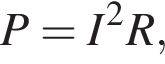 P = I²R,